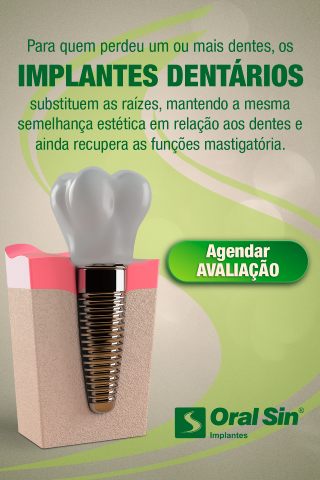 Para quem perdeu um ou mais dentes, os
IMPLANTES DENTÁRIOS
substituem as raízes, mantendo a mesma
semelhança estética em relação aos dentes e
ainda recupera as funções mastigatória.
Agendar
AVALIAÇÃO
S Oral Sin®
Implantes